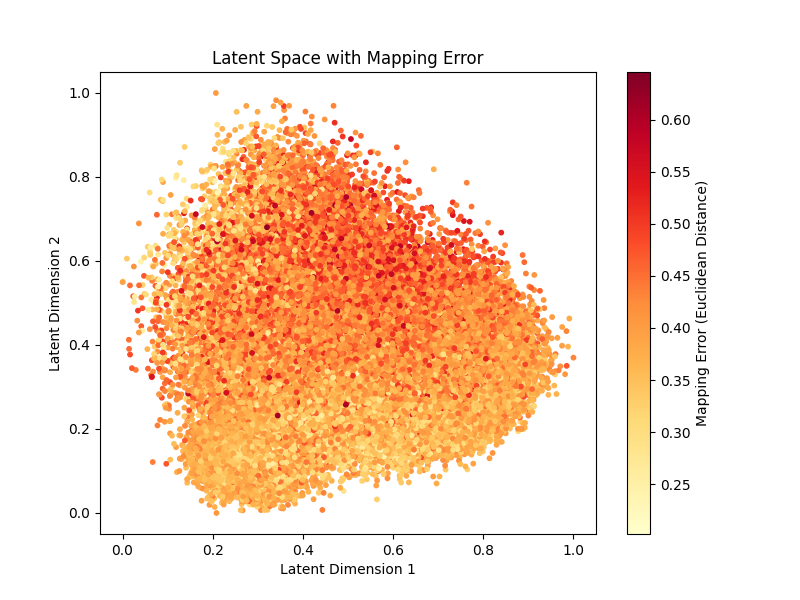 Latent Space with Mapping Error
1.0
0.8
0.6
0.4
0.2
0.0
Latent Dimension 2
0.0 0.2 0.4 0.6 0.8 1.0
Latent Dimension 1
0.60
0.55
0.50
0.45
0.40
0.35
0.30
0.25
Mapping Error (Euclidean Distance)